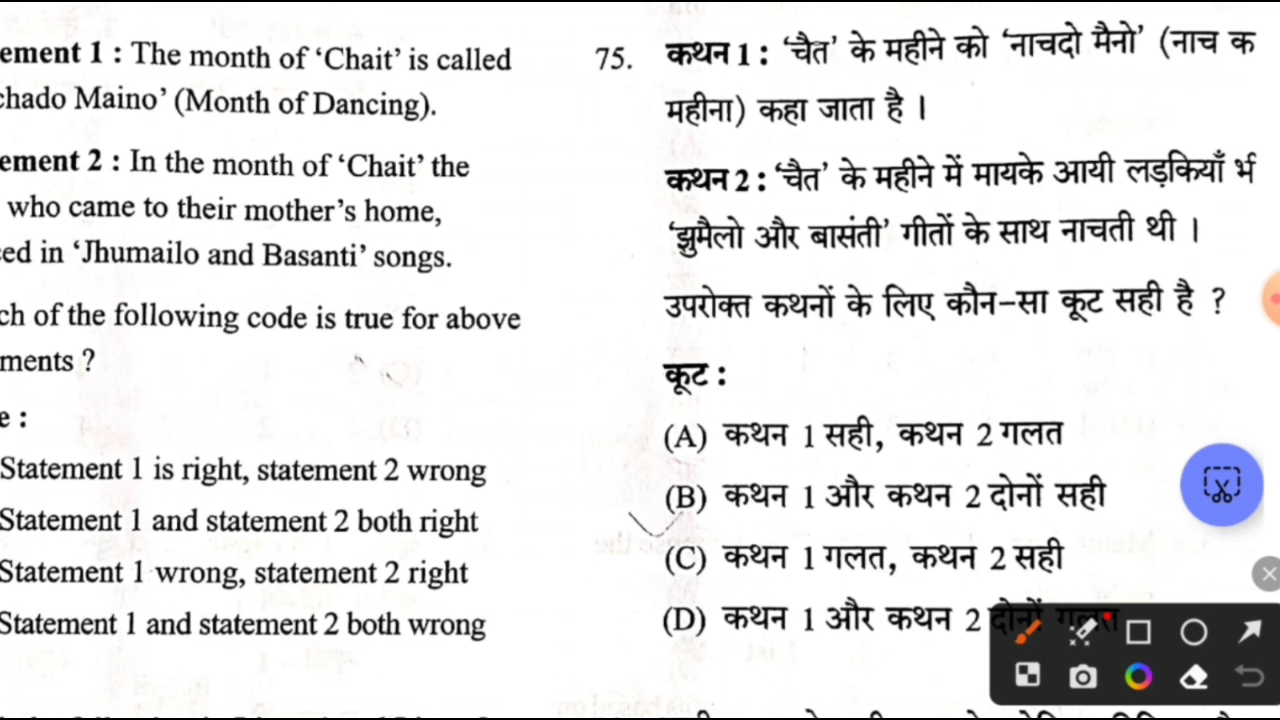 ement 1 : The month of ‘Chait’ is called
chado Maino’ (Month of Dancing).
ement 2 : In the month of ‘Chait’ the
who came to their mother’s home,
ced in ‘Jhumailo and Basanti’ songs.
ch of the following code is true for above
ments ?
e :
Statement 1 is right, statement 2 wrong
Statement 1 and statement 2 both right
Statement 1 wrong, statement 2 right
Statement 1 and statement 2 both wrong
75. कथन 1 : ‘चैत’ के महीने को ‘नाचदो मैनो’ (नाच क
महीना) कहा जाता है ।
कथन 2 : ‘चैत’ के महीने में मायके आयी लड़कियाँ
‘झुमैलो और बासंती’ गीतों के साथ नाचती थी ।
उपरोक्त कथनों के लिए कौन-सा कूट सही है ?
कूट :
(A) कथन 1 सही, कथन 2 गलत
(B) कथन 1 और कथन 2 दोनों सही
(C) कथन 1 गलत, कथन 2 सही
(D) कथन 1 और कथन 2 दोनों गलत